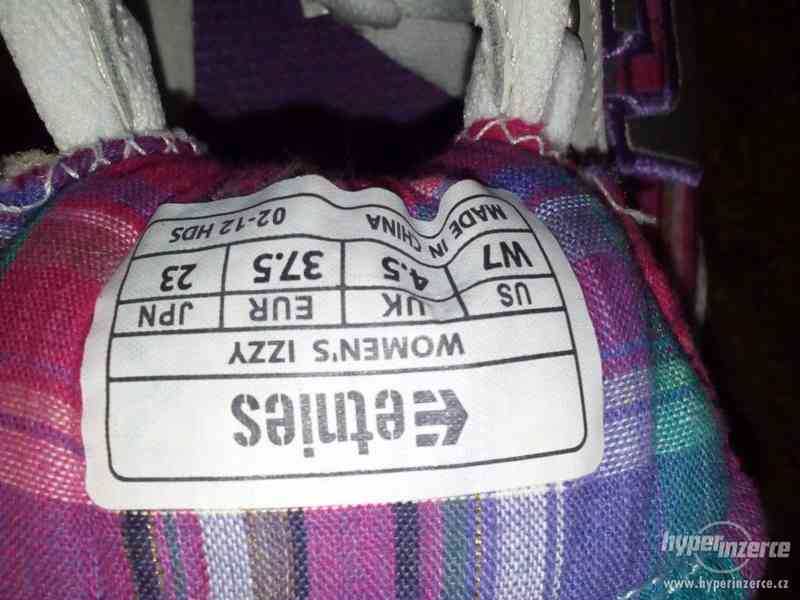 etnies
WOMEN'S IZZY
US UK EUR JPN
W7 4.5 37.5 23
MADE IN CHINA 02-12 HDS
hyperinzerce
www.hyperinzerce.cz